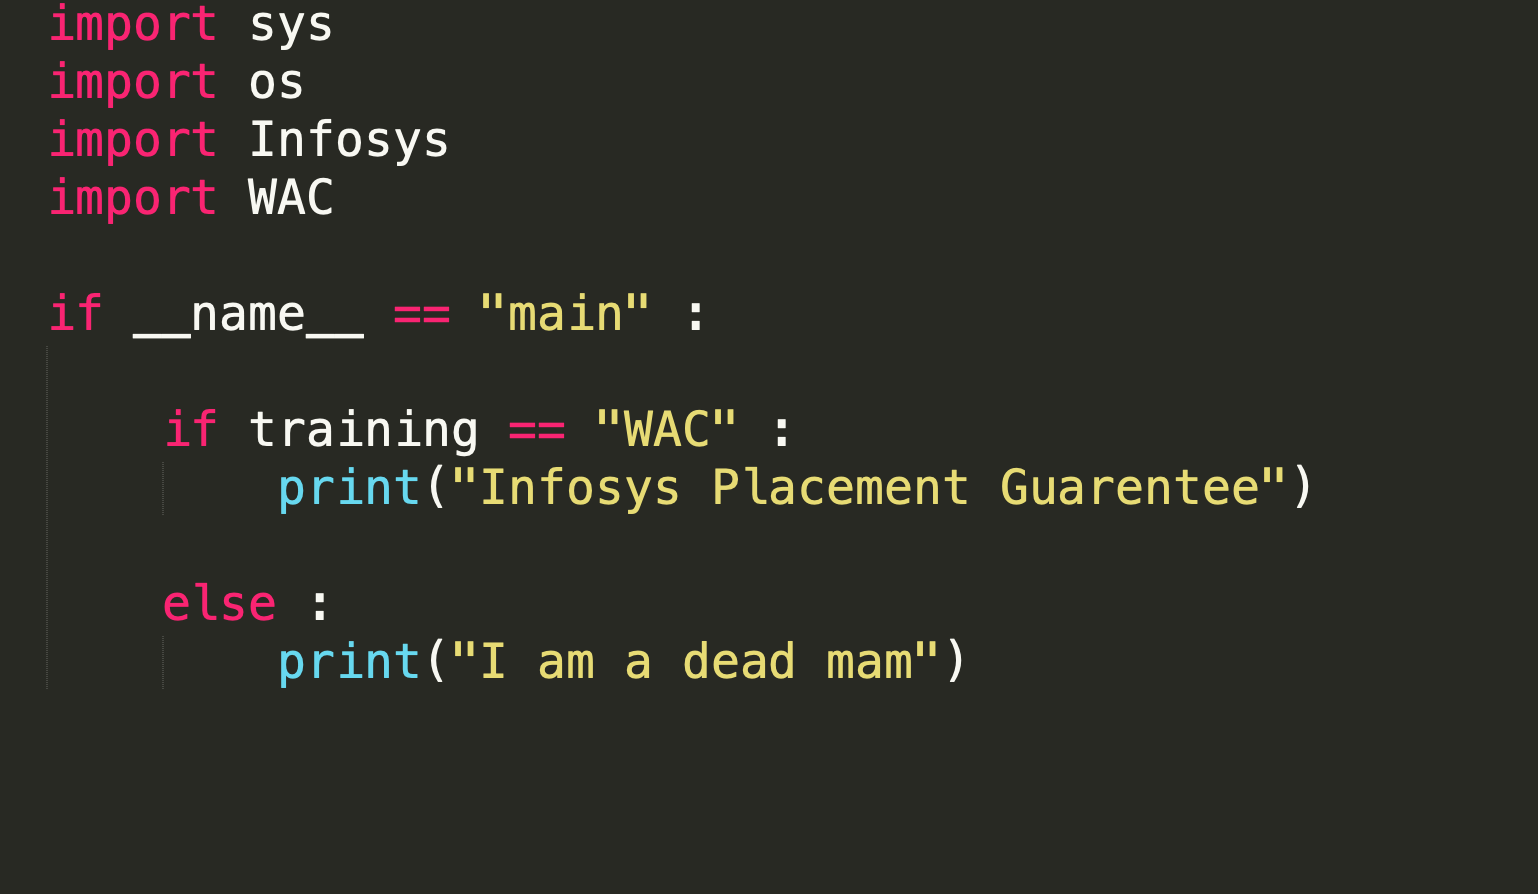 import sys
import os
import Infosys
import WAC
if __name__ == "main" :
if training == "WAC" :
print("Infosys Placement Guarentee")
else :
print("I am a dead mam")